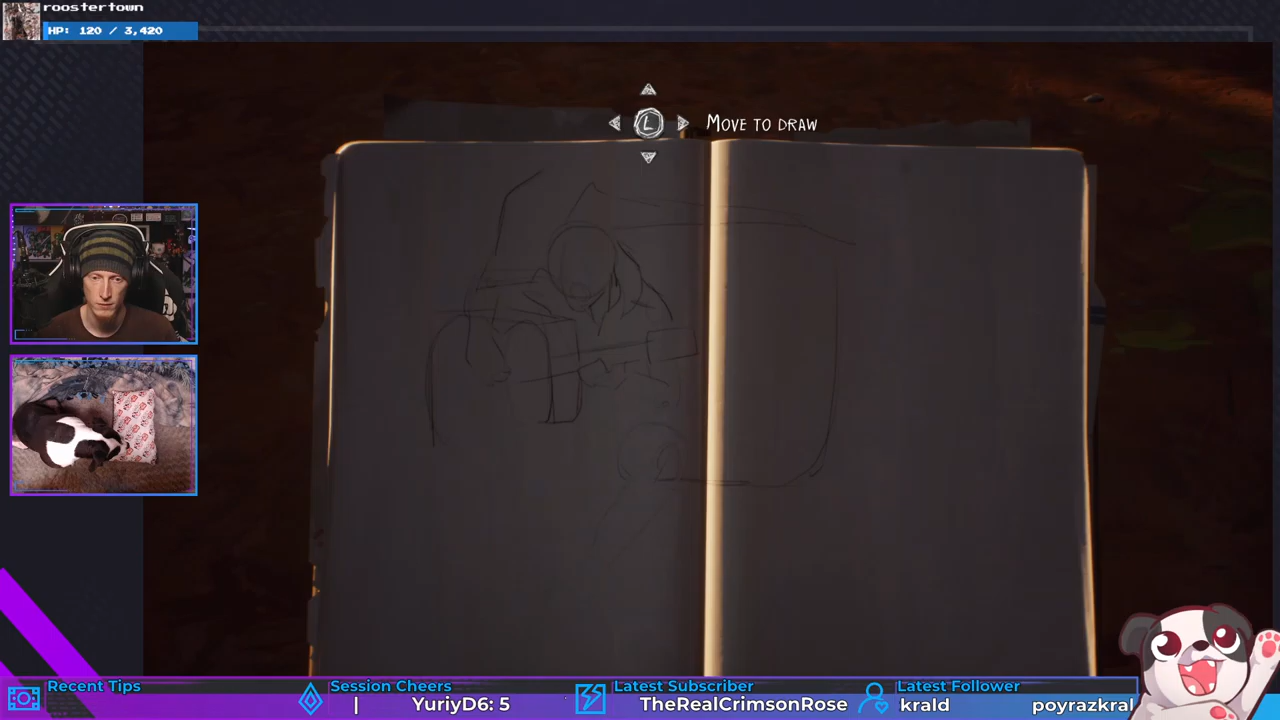 roostertown
HP: 120 / 3,420
L
MOVE TO DRAW
Recent Tips
Session Cheers
Latest Subscriber
Latest Follower
| YuriyD6: 5
TheRealCrimsonRose
krald
poyrazkral